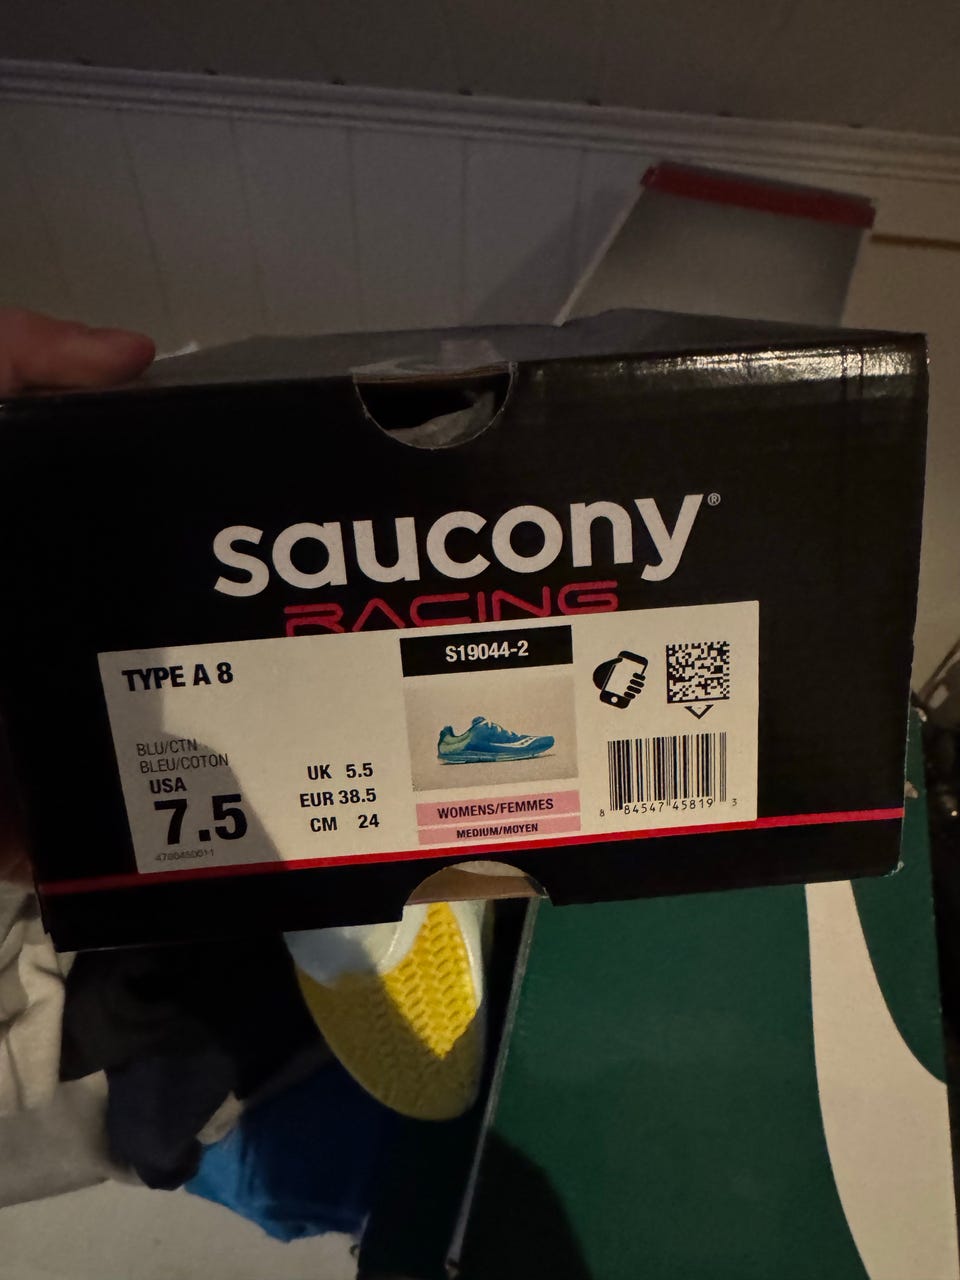 saucony®
RACING
TYPE A 8
BLU/CTN
BLEU/COTON
USA
7.5
UK 5.5
EUR 38.5
CM 24
S19044-2
WOMENS/FEMMES
MEDIUM/MOYEN
8 84547 45819 3